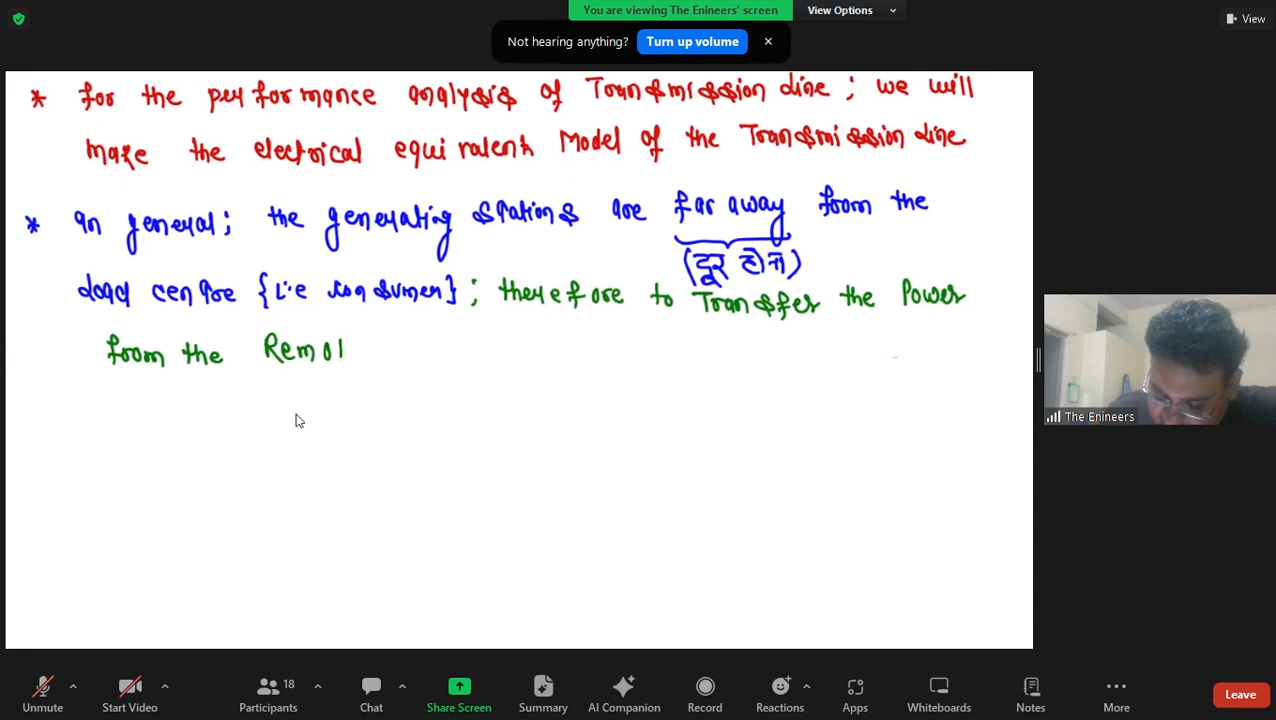 You are viewing The Enineers' screen
View Options
Not hearing anything?
Turn up volume
View
* for the performance analysis of Transmission line; we will
make the electrical equivalent Model of the Transmission line
* In general; the generating stations are far away from the
(दूर होने)
load centre {i.e consumer}; therefore to Transfer the Power
from the Remot
The Enineers
Unmute
Start Video
Participants
18
Chat
Share Screen
Summary
AI Companion
Record
Reactions
Apps
Whiteboards
Notes
More
Leave